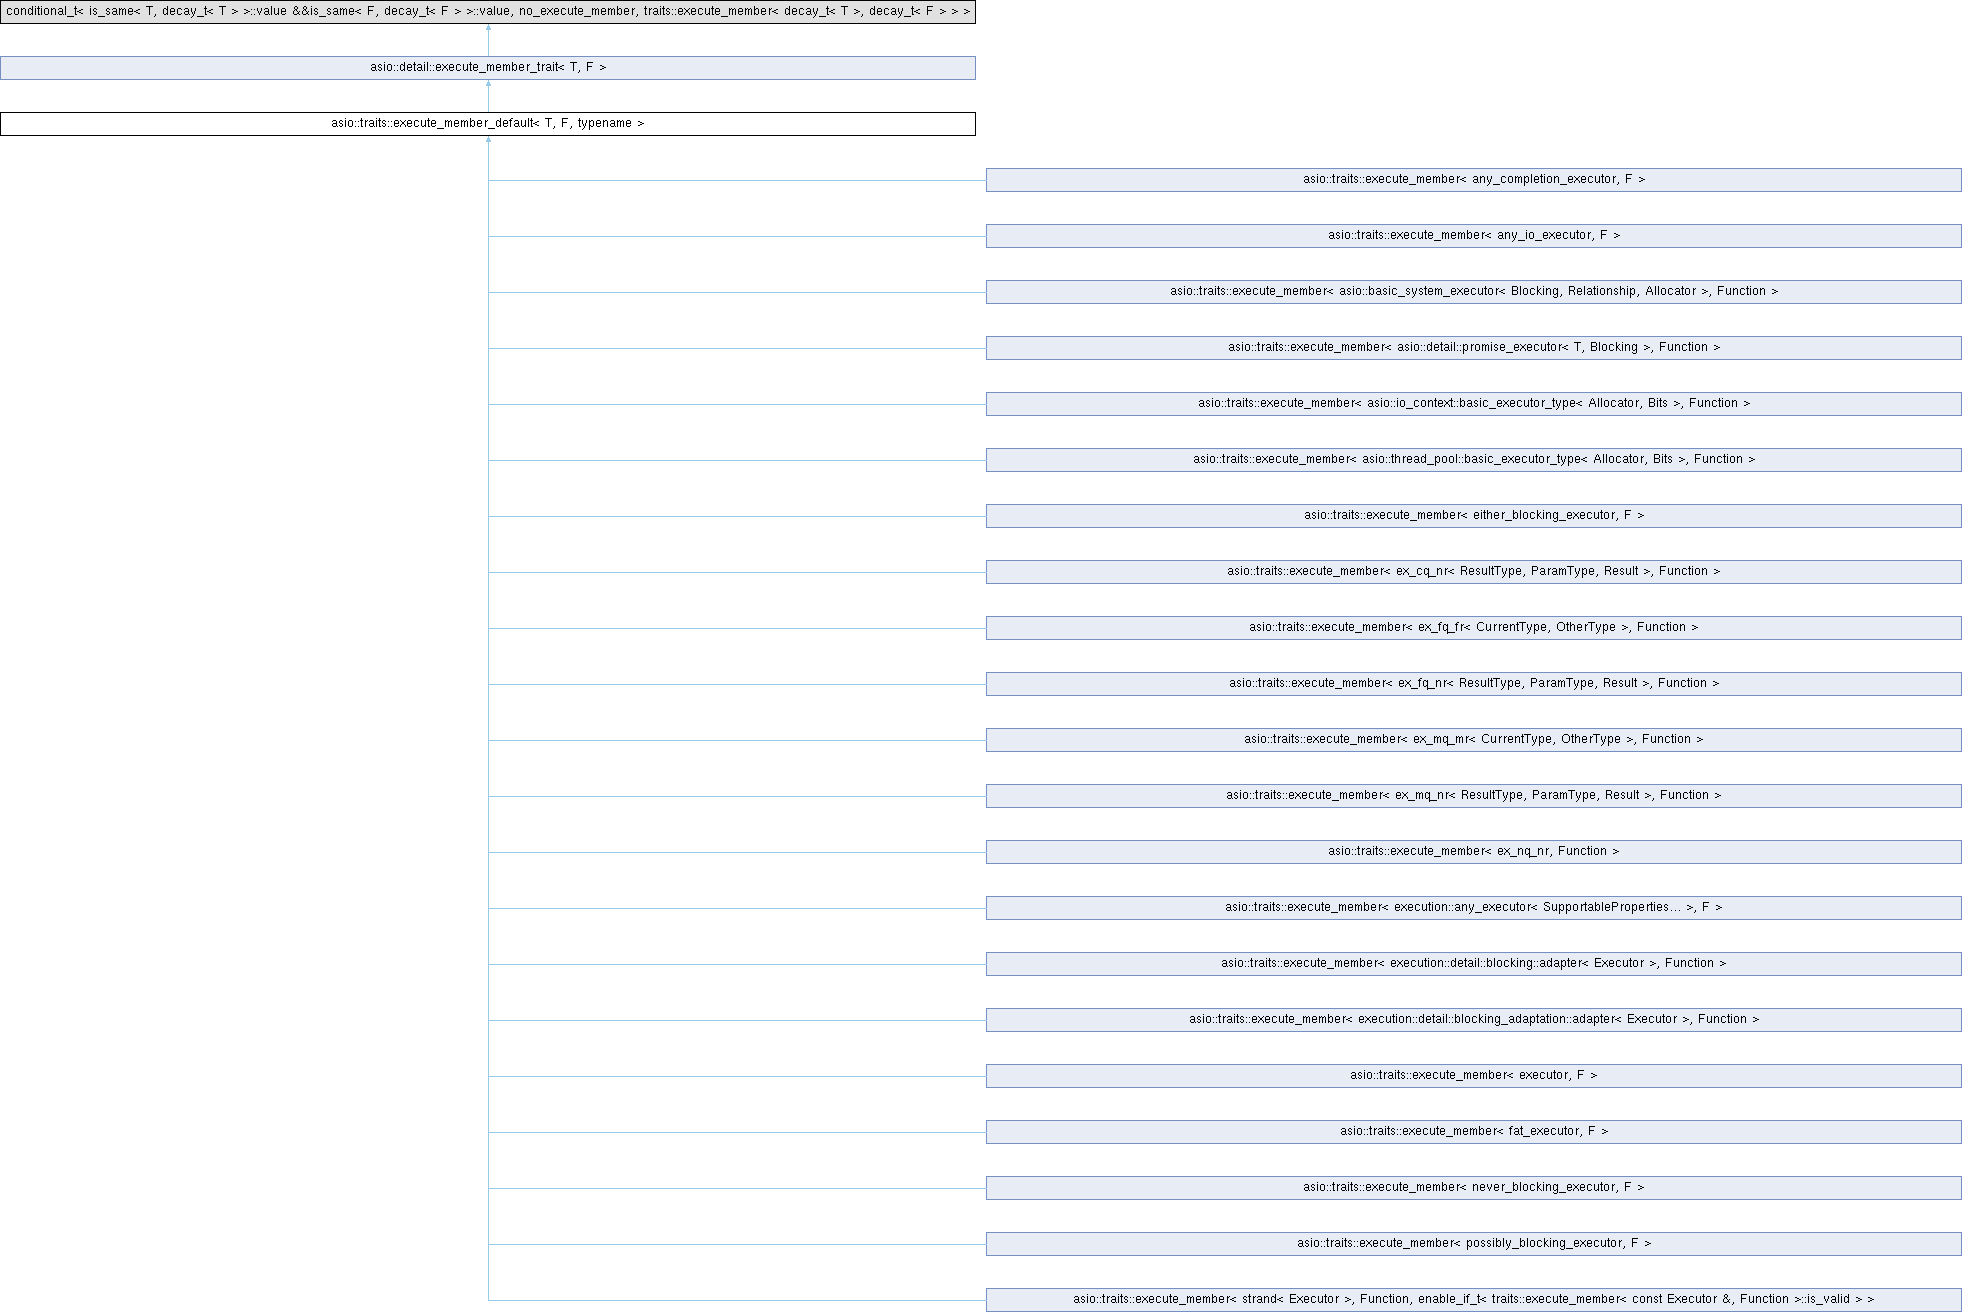 conditional_t< is_same< T, decay_t< T > >::value &&is_same< F, decay_t< F > >::value, no_execute_member, traits::execute_member< decay_t< T >, decay_t< F > > >
asio::detail::execute_member_trait< T, F >
asio::traits::execute_member_default< T, F, typename >
asio::traits::execute_member< any_completion_executor, F >
asio::traits::execute_member< any_io_executor, F >
asio::traits::execute_member< asio::basic_system_executor< Blocking, Relationship, Allocator >, Function >
asio::traits::execute_member< asio::detail::promise_executor< T, Blocking >, Function >
asio::traits::execute_member< asio::io_context::basic_executor_type< Allocator, Bits >, Function >
asio::traits::execute_member< asio::thread_pool::basic_executor_type< Allocator, Bits >, Function >
asio::traits::execute_member< either_blocking_executor, F >
asio::traits::execute_member< ex_cq_nr< ResultType, ParamType, Result >, Function >
asio::traits::execute_member< ex_fq_fr< CurrentType, OtherType >, Function >
asio::traits::execute_member< ex_fq_nr< ResultType, ParamType, Result >, Function >
asio::traits::execute_member< ex_mq_mr< CurrentType, OtherType >, Function >
asio::traits::execute_member< ex_mq_nr< ResultType, ParamType, Result >, Function >
asio::traits::execute_member< ex_nq_nr, Function >
asio::traits::execute_member< execution::any_executor< SupportableProperties... >, F >
asio::traits::execute_member< execution::detail::blocking::adapter< Executor >, Function >
asio::traits::execute_member< execution::detail::blocking_adaptation::adapter< Executor >, Function >
asio::traits::execute_member< executor, F >
asio::traits::execute_member< fat_executor, F >
asio::traits::execute_member< never_blocking_executor, F >
asio::traits::execute_member< possibly_blocking_executor, F >
asio::traits::execute_member< strand< Executor >, Function, enable_if_t< traits::execute_member< const Executor &, Function >::is_valid > >